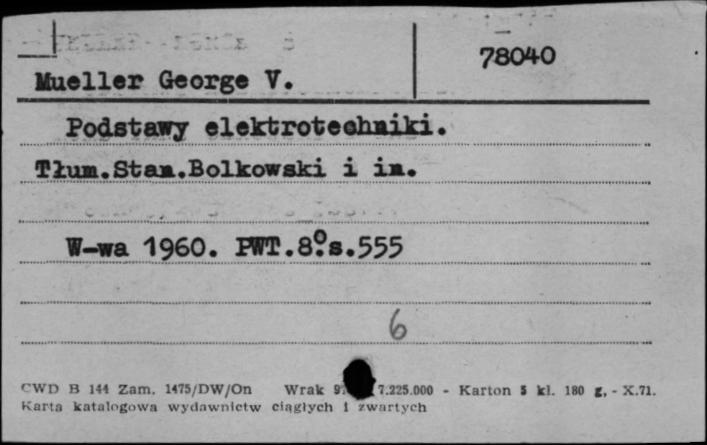 78040
Mueller George V.
Podstawy elektrotechniki.
Tłum.Stan.Bolkowski i in.
W-wa 1960. PWT.8°.s.555
6
CWD B 144 Zam. 1475/DW/On Wrak 7.225.000 - Karton 5 kl. 180 g, - X.71.
Karta katalogowa wydawnictw ciągłych i zwartych